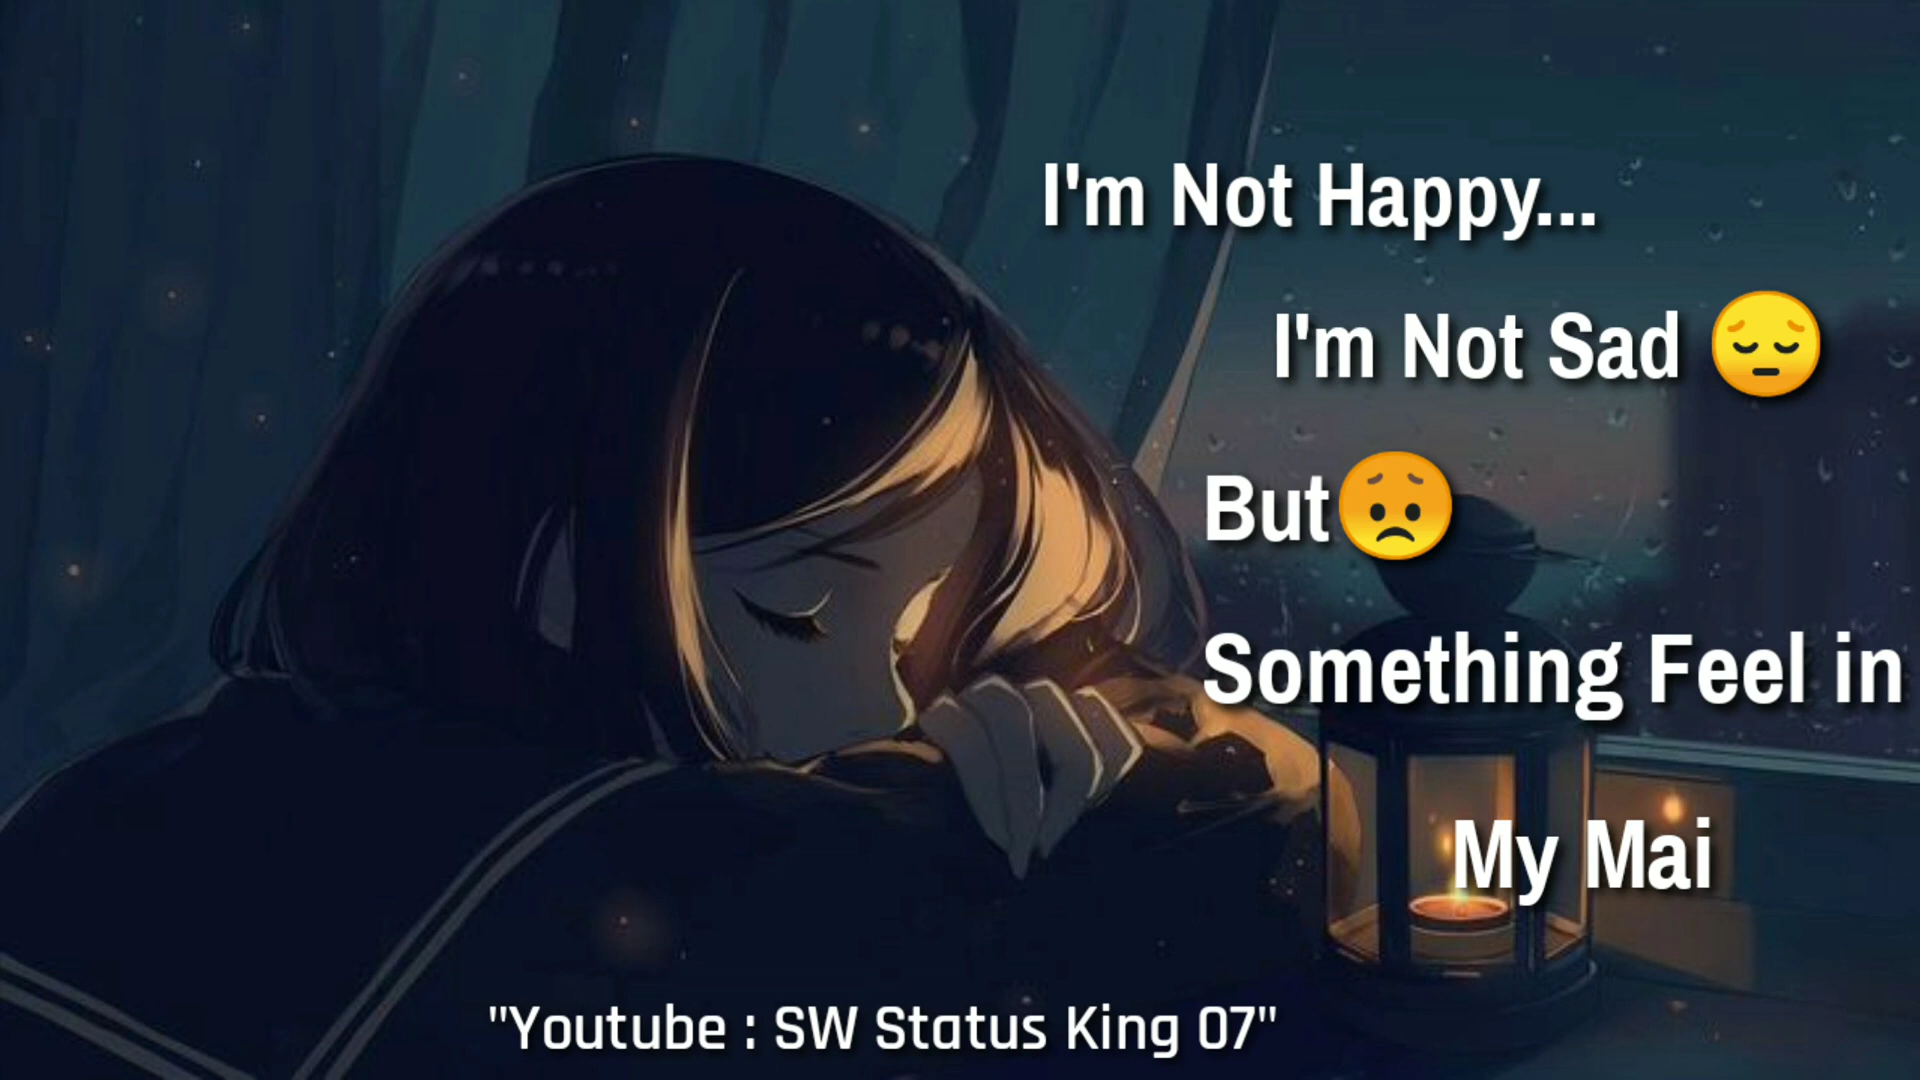 I'm Not Happy...
I'm Not Sad 😔
But😟
Something Feel in
My Mai
"Youtube : SW Status King 07"